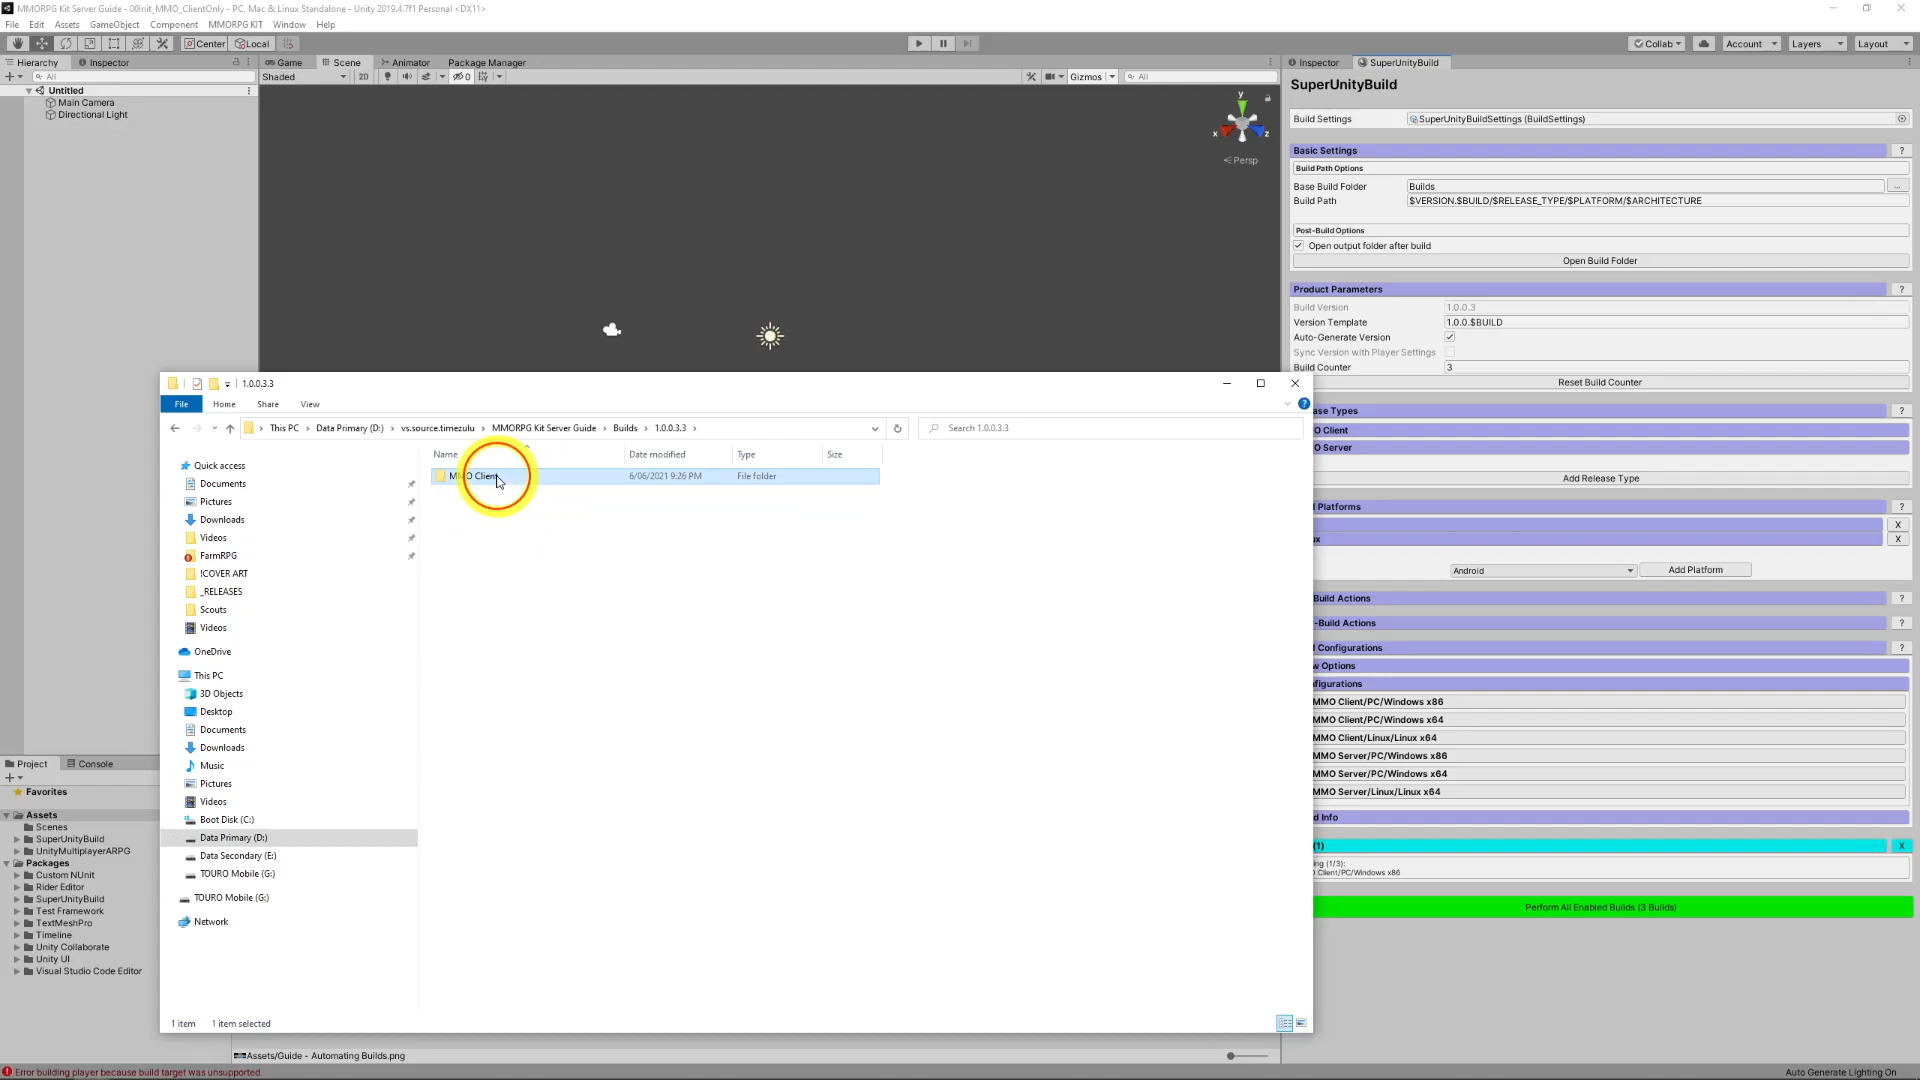 MMORPG Kit Server Guide - 00Init_MMO_ClientOnly - PC, Mac & Linux Standalone - Unity 2019.4.7f1 Personal <DX11>
File Edit Assets GameObject Component MMORPG KIT Window Help
Center Local
Collab Account Layers Layout
Hierarchy Inspector
All
Untitled
Main Camera
Directional Light
Game Scene Animator Package Manager
Shaded 2D 0 Gizmos All
y
x z
Persp
Inspector SuperUnityBuild
SuperUnityBuild
Build Settings SuperUnityBuildSettings (BuildSettings)
Basic Settings ?
Build Path Options
Base Build Folder Builds ...
Build Path $VERSION.$BUILD/$RELEASE_TYPE/$PLATFORM/$ARCHITECTURE
Post-Build Options
Open output folder after build
Open Build Folder
Product Parameters ?
Build Version 1.0.0.3
Version Template 1.0.0.$BUILD
Auto-Generate Version
Sync Version with Player Settings
Build Counter 3
Reset Build Counter
ase Types ?
O Client
O Server
Add Release Type
Platforms ?
X
ux X
Android Add Platform
Build Actions ?
-Build Actions ?
Configurations ?
w Options
figurations
MMO Client/PC/Windows x86
MMO Client/PC/Windows x64
MMO Client/Linux/Linux x64
MMO Server/PC/Windows x86
MMO Server/PC/Windows x64
MMO Server/Linux/Linux x64
d Info
(1) X
ing (1/3):
O Client/PC/Windows x86
Perform All Enabled Builds (3 Builds)
1.0.0.3.3
File Home Share View
This PC > Data Primary (D:) > vs.source.timezulu > MMORPG Kit Server Guide > Builds > 1.0.0.3.3 >
Search 1.0.0.3.3
Name Date modified Type Size
MMO Client 6/06/2021 9:26 PM File folder
Quick access
Documents
Pictures
Downloads
Videos
FarmRPG
!COVER ART
_RELEASES
Scouts
Videos
OneDrive
This PC
3D Objects
Desktop
Documents
Downloads
Music
Pictures
Videos
Boot Disk (C:)
Data Primary (D:)
Data Secondary (E:)
TOURO Mobile (G:)
TOURO Mobile (G:)
Network
1 item 1 item selected
Project Console
Favorites
Assets
Scenes
SuperUnityBuild
UnityMultiplayerARPG
Packages
Custom NUnit
Rider Editor
SuperUnityBuild
Test Framework
TextMeshPro
Timeline
Unity Collaborate
Unity UI
Visual Studio Code Editor
Assets/Guide - Automating Builds.png
Error building player because build target was unsupported
Auto Generate Lighting On